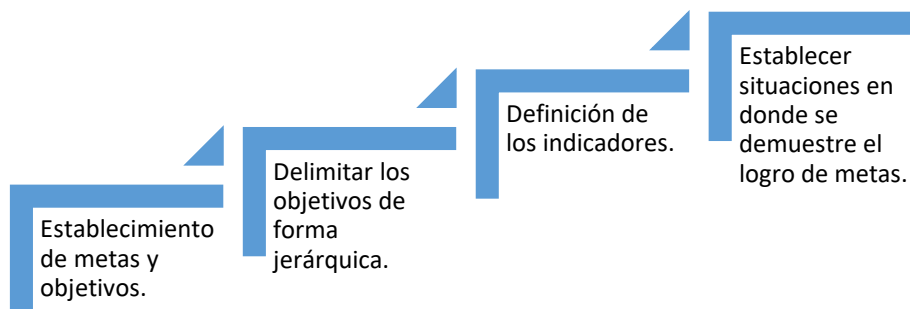 Establecimiento
de metas y
objetivos.
Delimitar los
objetivos de
forma
jerárquica.
Definición de
los indicadores.
Establecer
situaciones en
donde se
demuestre el
logro de metas.